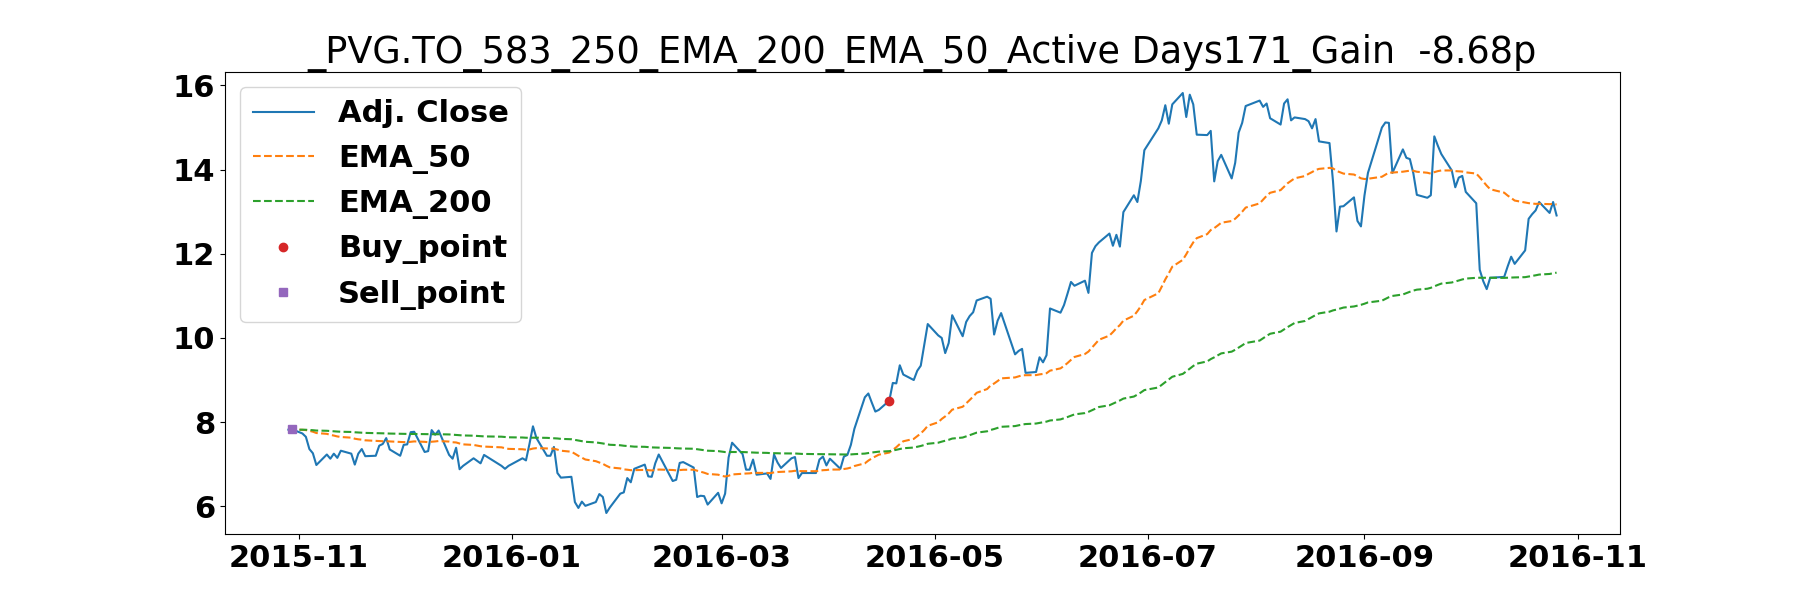 _PVG.TO_583_250_EMA_200_EMA_50_Active Days171_Gain  -8.68p
16
14
12
10
8
6
Adj. Close
EMA_50
EMA_200
Buy_point
Sell_point
2015-11 2016-01 2016-03 2016-05 2016-07 2016-09 2016-11